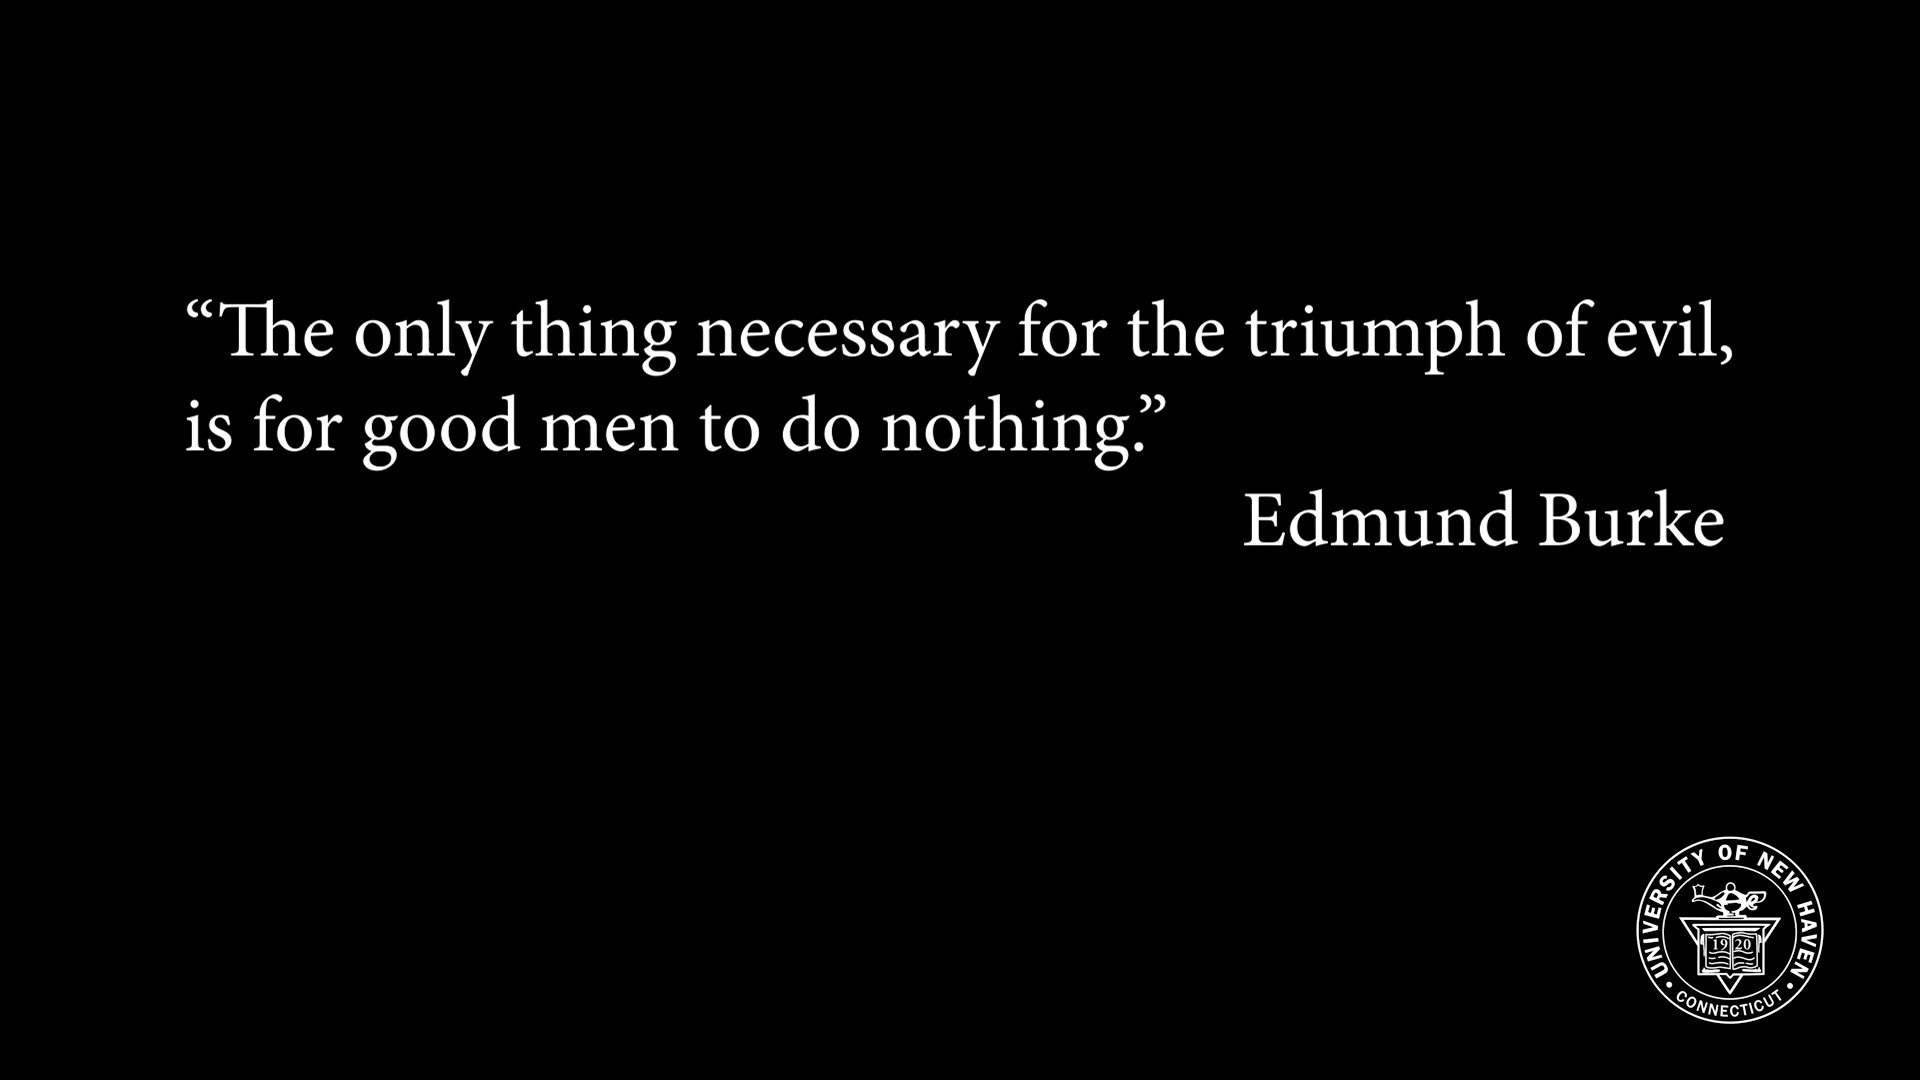 “The only thing necessary for the triumph of evil,
is for good men to do nothing.”
Edmund Burke
UNIVERSITY OF NEW HAVEN
1920
• CONNECTICUT •